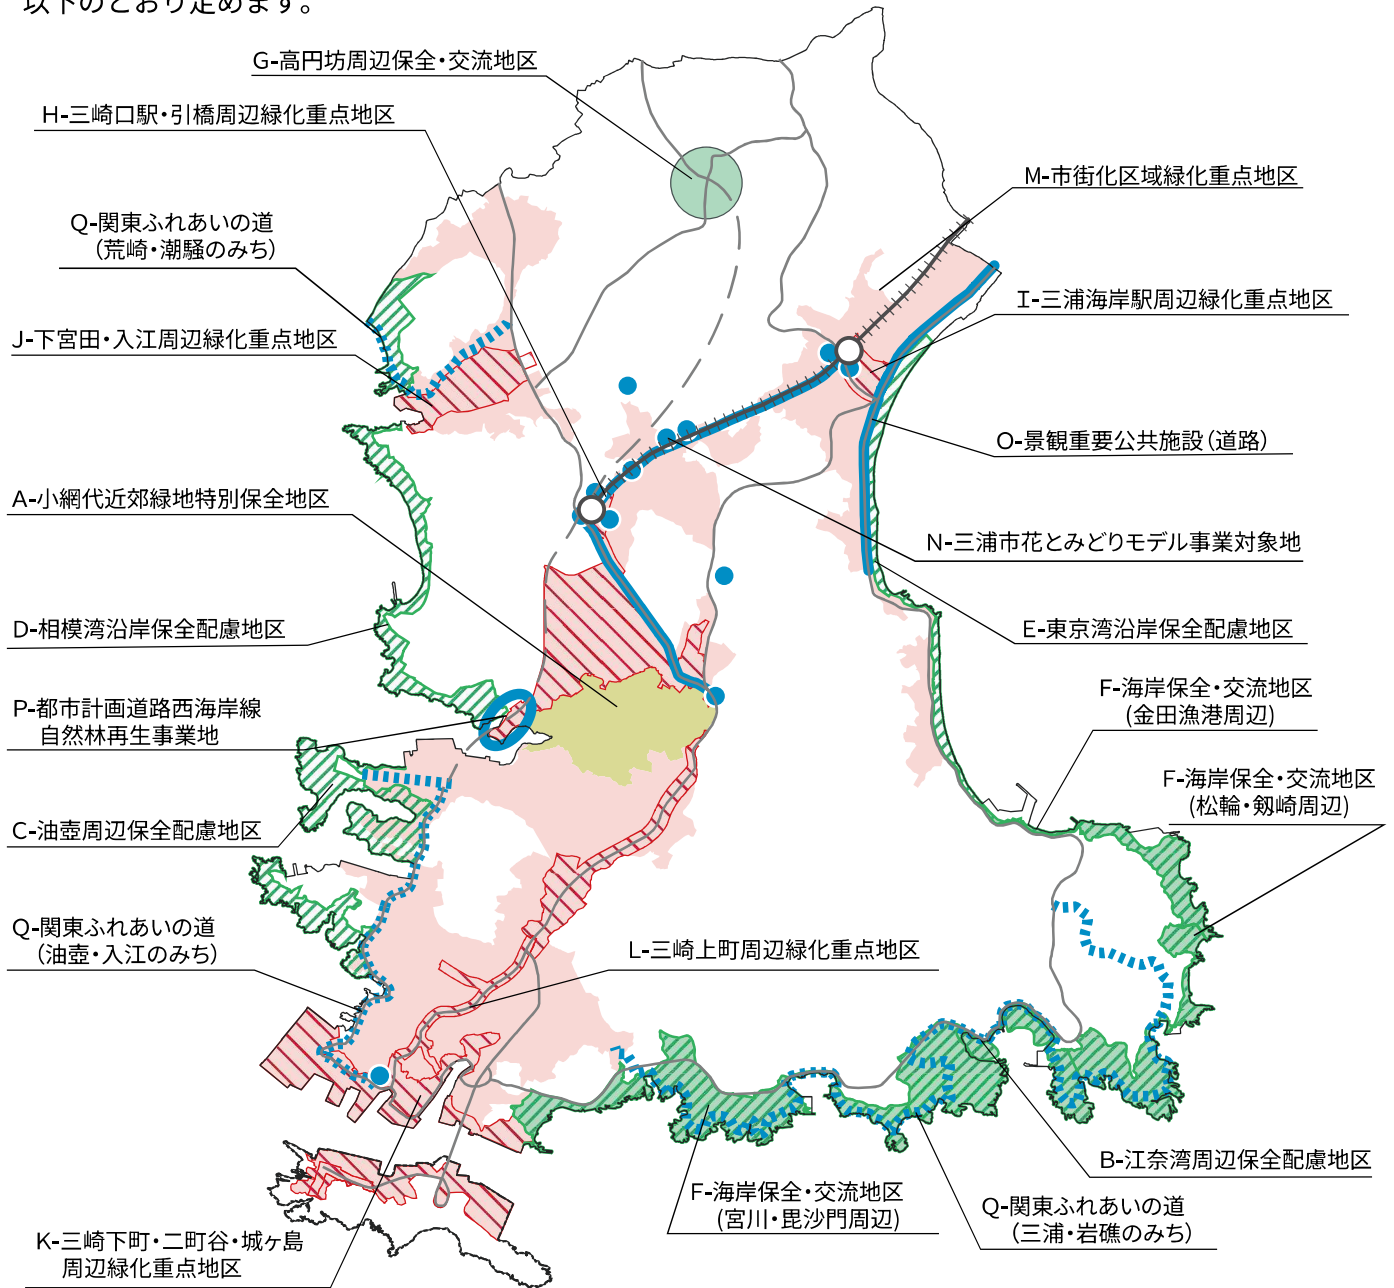 以下のとおり定めます。
G-高円坊周辺保全・交流地区
H-三崎口駅・引橋周辺緑化重点地区
M-市街化区域緑化重点地区
Q-関東ふれあいの道
(荒崎・潮騒のみち)
I-三浦海岸駅周辺緑化重点地区
J-下宮田・入江周辺緑化重点地区
O-景観重要公共施設(道路)
A-小網代近郊緑地特別保全地区
N-三浦市花とみどりモデル事業対象地
D-相模湾沿岸保全配慮地区
E-東京湾沿岸保全配慮地区
F-海岸保全・交流地区
(金田漁港周辺)
P-都市計画道路西海岸線
自然林再生事業地
F-海岸保全・交流地区
(松輪・剱崎周辺)
C-油壺周辺保全配慮地区
Q-関東ふれあいの道
(油壺・入江のみち)
L-三崎上町周辺緑化重点地区
B-江奈湾周辺保全配慮地区
F-海岸保全・交流地区
(宮川・毘沙門周辺)
Q-関東ふれあいの道
(三浦・岩礁のみち)
K-三崎下町・二町谷・城ヶ島
周辺緑化重点地区